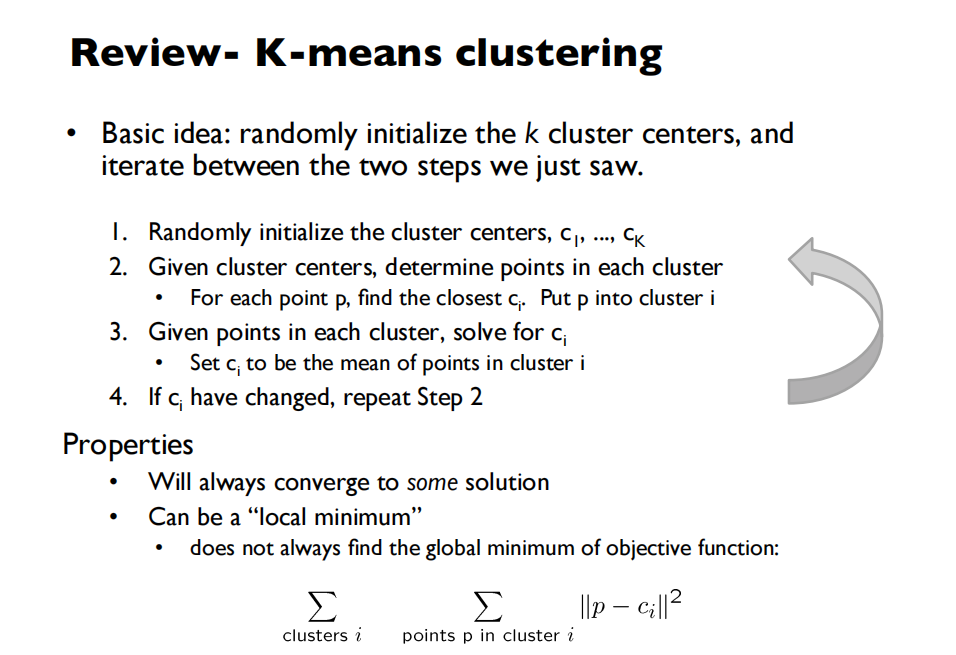 Review- K-means clustering
• Basic idea: randomly initialize the k cluster centers, and
iterate between the two steps we just saw.
1. Randomly initialize the cluster centers, c₁, ..., c_K
2. Given cluster centers, determine points in each cluster
• For each point p, find the closest cᵢ. Put p into cluster i
3. Given points in each cluster, solve for cᵢ
• Set cᵢ to be the mean of points in cluster i
4. If cᵢ have changed, repeat Step 2
Properties
• Will always converge to some solution
• Can be a “local minimum”
• does not always find the global minimum of objective function:
∑ ∑ ||p − cᵢ||²
clusters i points p in cluster i